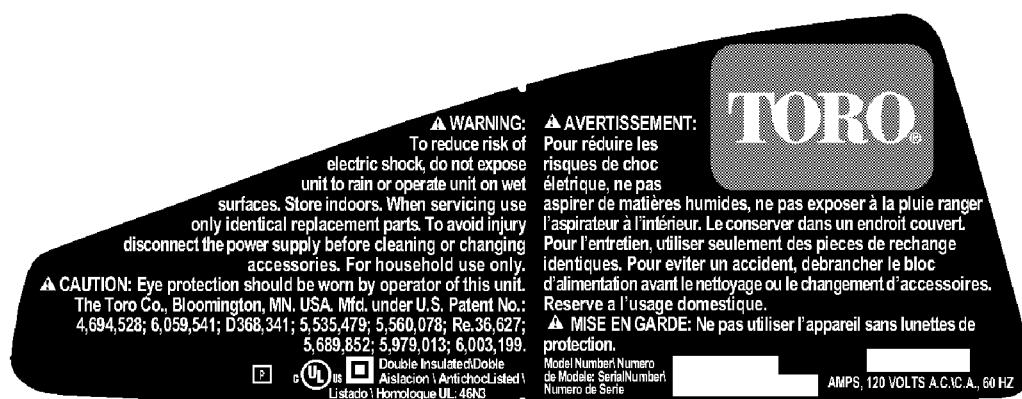 TORO®
⚠ WARNING:
To reduce risk of
electric shock, do not expose
unit to rain or operate unit on wet
surfaces. Store indoors. When servicing use
only identical replacement parts. To avoid injury
disconnect the power supply before cleaning or changing
accessories. For household use only.
⚠ CAUTION: Eye protection should be worn by operator of this unit.
The Toro Co., Bloomington, MN. USA. Mfd. under U.S. Patent No.:
4,694,528; 6,059,541; D368,341; 5,535,479; 5,560,078; Re.36,627;
5,689,852; 5,979,013; 6,003,199.
P
C UL US
Double Insulated\Doble
Aislacion \ AntichocListed \
Listado \ Homologue UL: 46N3
⚠ AVERTISSEMENT:
Pour réduire les
risques de choc
életrique, ne pas
aspirer de matières humides, ne pas exposer à la pluie ranger
l'aspirateur à l'intérieur. Le conserver dans un endroit couvert.
Pour l'entretien, utiliser seulement des pieces de rechange
identiques. Pour eviter un accident, debrancher le bloc
d'alimentation avant le nettoyage ou le changement d'accessoires.
Reserve a l'usage domestique.
⚠ MISE EN GARDE: Ne pas utiliser l'appareil sans lunettes de
protection.
Model Number\ Numero
de Modele: SerialNumber\
Numero de Serie
AMPS, 120 VOLTS A.C.\C.A., 60 HZ